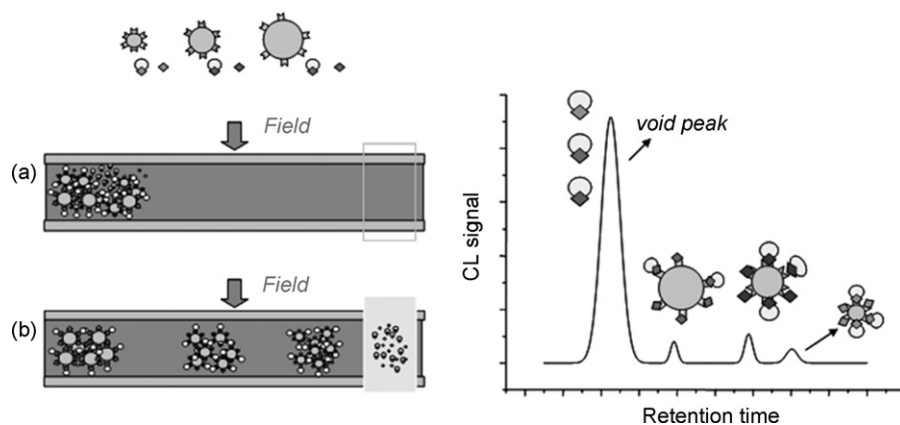 Field
(a)
Field
(b)
void peak
CL signal
Retention time